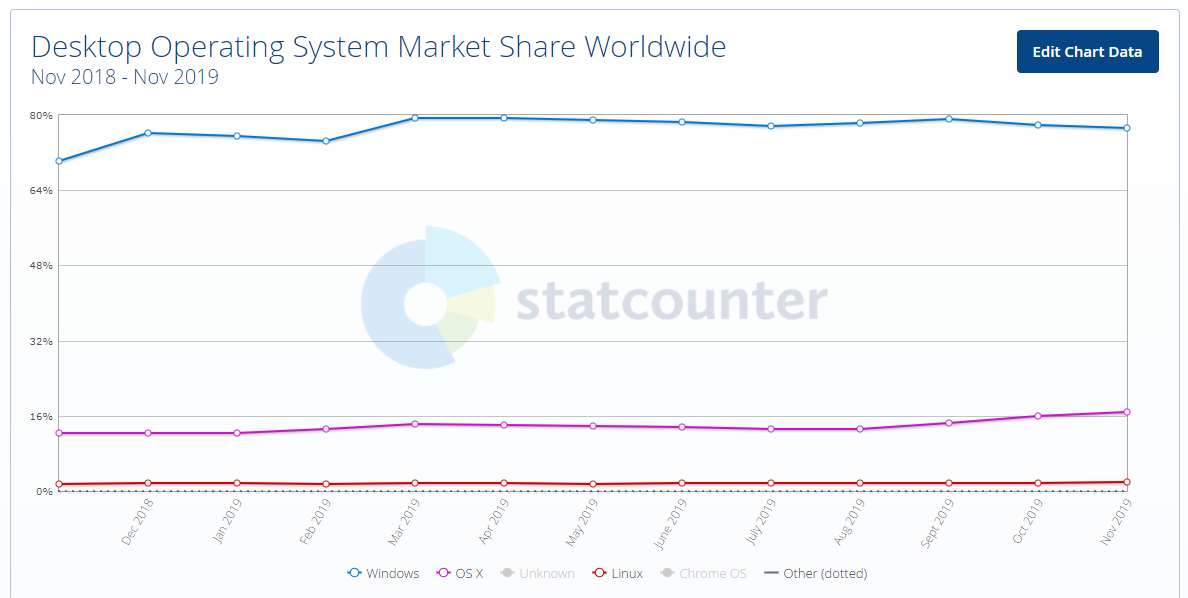 Desktop Operating System Market Share Worldwide
Nov 2018 - Nov 2019
Edit Chart Data
80%
64%
48%
statcounter
32%
16%
0%
Dec 2018 Jan 2019 Feb 2019 Mar 2019 Apr 2019 May 2019 June 2019 July 2019 Aug 2019 Sept 2019 Oct 2019 Nov 2019
Windows OS X Unknown Linux Chrome OS Other (dotted)